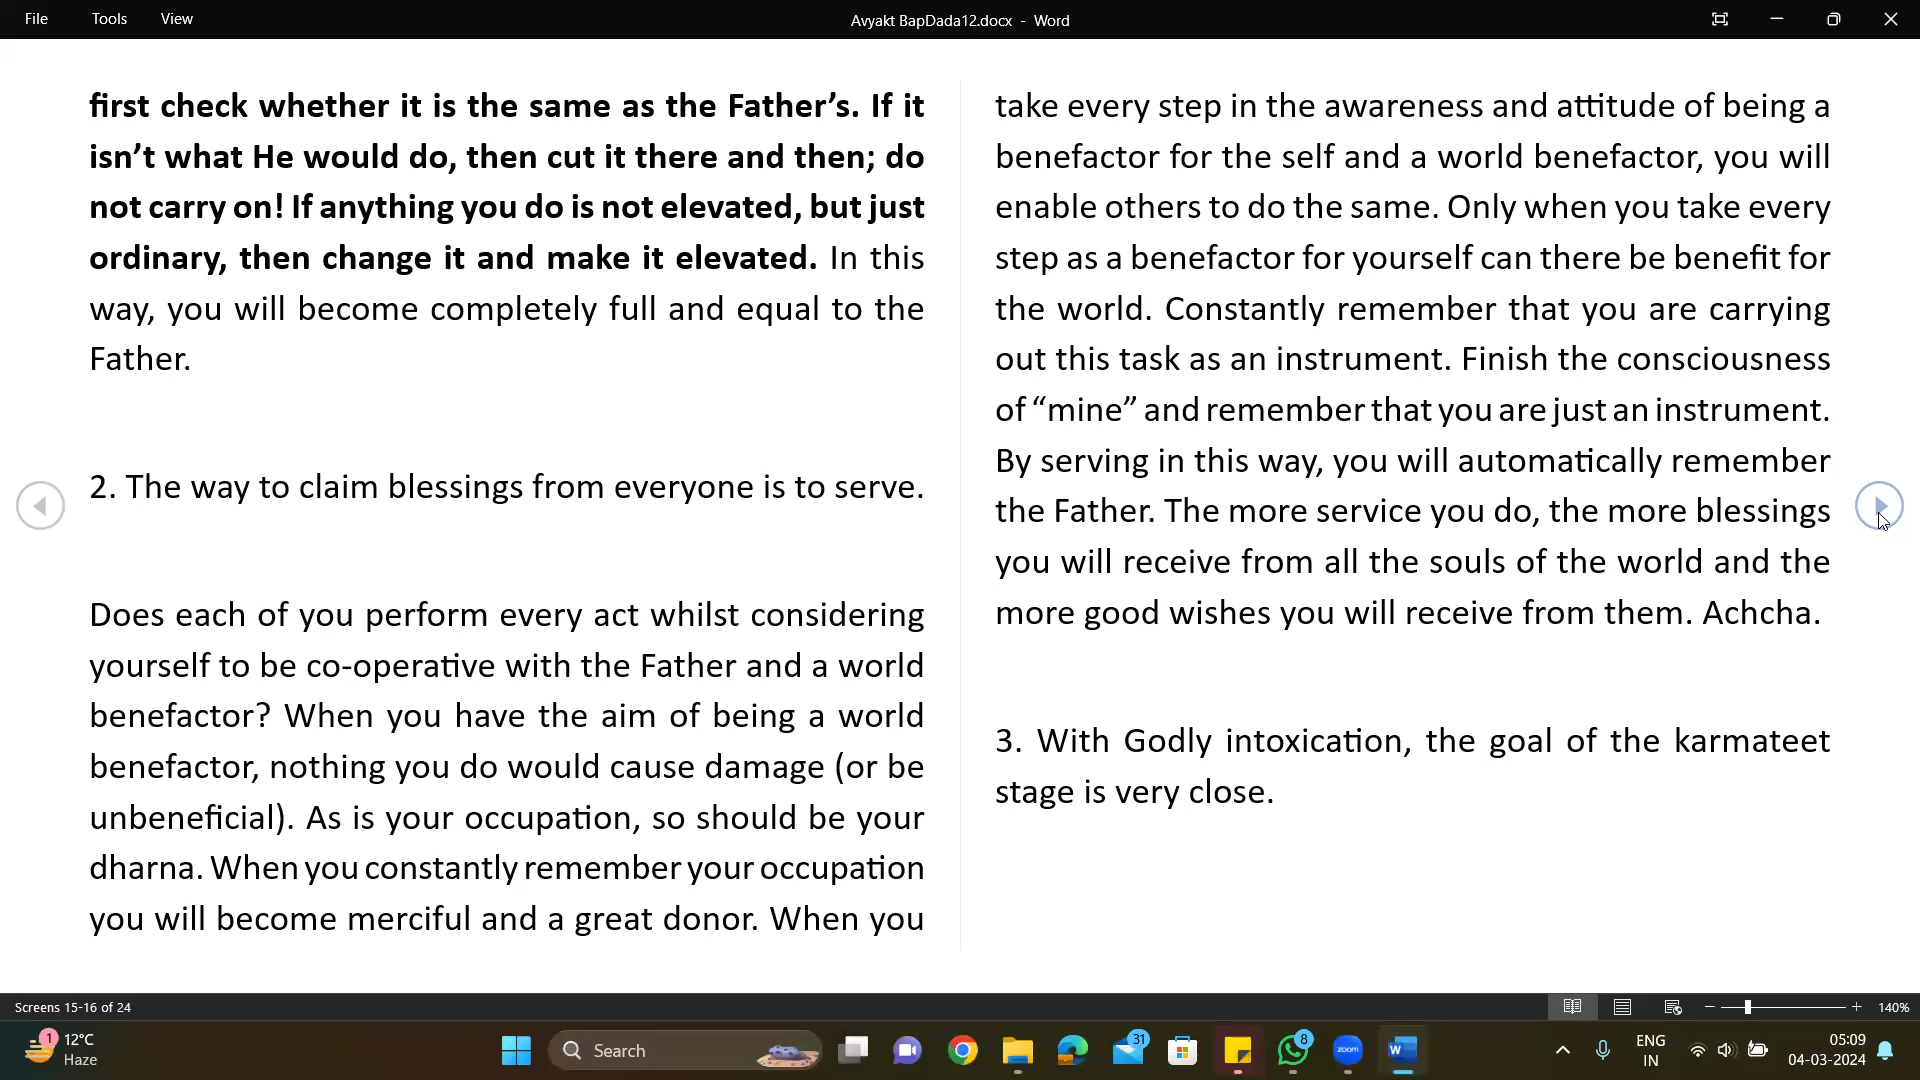 File Tools View Avyakt BapDada12.docx - Word
first check whether it is the same as the Father’s. If it
isn’t what He would do, then cut it there and then; do
not carry on! If anything you do is not elevated, but just
ordinary, then change it and make it elevated. In this
way, you will become completely full and equal to the
Father.
2. The way to claim blessings from everyone is to serve.
Does each of you perform every act whilst considering
yourself to be co-operative with the Father and a world
benefactor? When you have the aim of being a world
benefactor, nothing you do would cause damage (or be
unbeneficial). As is your occupation, so should be your
dharna. When you constantly remember your occupation
you will become merciful and a great donor. When you
take every step in the awareness and attitude of being a
benefactor for the self and a world benefactor, you will
enable others to do the same. Only when you take every
step as a benefactor for yourself can there be benefit for
the world. Constantly remember that you are carrying
out this task as an instrument. Finish the consciousness
of “mine” and remember that you are just an instrument.
By serving in this way, you will automatically remember
the Father. The more service you do, the more blessings
you will receive from all the souls of the world and the
more good wishes you will receive from them. Achcha.
3. With Godly intoxication, the goal of the karmateet
stage is very close.
Screens 15-16 of 24
140%
1
12°C
Haze
Search
31
8
zoom
W
ENG
IN
05:09
04-03-2024